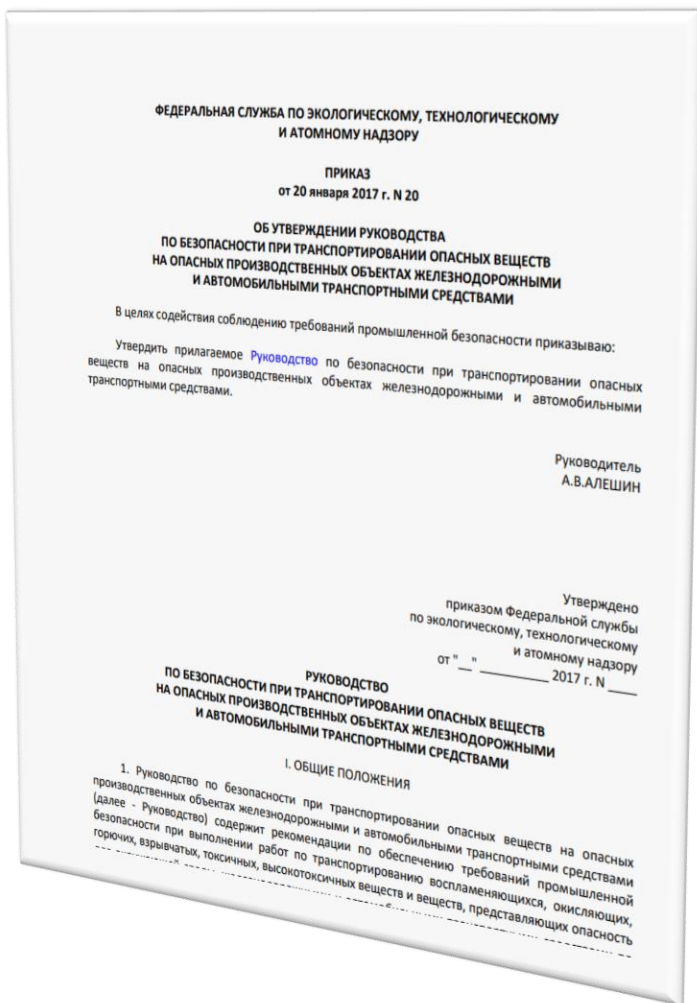 ФЕДЕРАЛЬНАЯ СЛУЖБА ПО ЭКОЛОГИЧЕСКОМУ, ТЕХНОЛОГИЧЕСКОМУ
И АТОМНОМУ НАДЗОРУ
ПРИКАЗ
от 20 января 2017 г. N 20
ОБ УТВЕРЖДЕНИИ РУКОВОДСТВА
ПО БЕЗОПАСНОСТИ ПРИ ТРАНСПОРТИРОВАНИИ ОПАСНЫХ ВЕЩЕСТВ
НА ОПАСНЫХ ПРОИЗВОДСТВЕННЫХ ОБЪЕКТАХ ЖЕЛЕЗНОДОРОЖНЫМИ
И АВТОМОБИЛЬНЫМИ ТРАНСПОРТНЫМИ СРЕДСТВАМИ
В целях содействия соблюдению требований промышленной безопасности приказываю:
Утвердить прилагаемое Руководство по безопасности при транспортировании опасных
веществ на опасных производственных объектах железнодорожными и автомобильными
транспортными средствами.
Руководитель
А.В.АЛЕШИН
Утверждено
приказом Федеральной службы
по экологическому, технологическому
и атомному надзору
от "__" __________ 2017 г. N ____
РУКОВОДСТВО
ПО БЕЗОПАСНОСТИ ПРИ ТРАНСПОРТИРОВАНИИ ОПАСНЫХ ВЕЩЕСТВ
НА ОПАСНЫХ ПРОИЗВОДСТВЕННЫХ ОБЪЕКТАХ ЖЕЛЕЗНОДОРОЖНЫМИ
И АВТОМОБИЛЬНЫМИ ТРАНСПОРТНЫМИ СРЕДСТВАМИ
I. ОБЩИЕ ПОЛОЖЕНИЯ
1. Руководство по безопасности при транспортировании опасных веществ на опасных
производственных объектах железнодорожными и автомобильными транспортными средствами
(далее - Руководство) содержит рекомендации по обеспечению требований промышленной
безопасности при выполнении работ по транспортированию воспламеняющихся, окисляющих,
горючих, взрывчатых, токсичных, высокотоксичных веществ и веществ, представляющих опасность